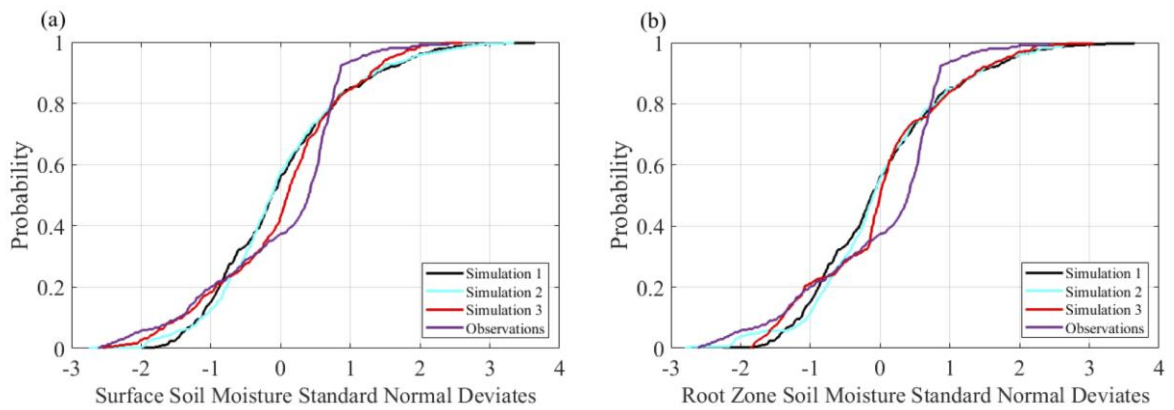 (a)
1
0.8
0.6
0.4
0.2
0
Probability
-3 -2 -1 0 1 2 3 4
Surface Soil Moisture Standard Normal Deviates
Simulation 1
Simulation 2
Simulation 3
Observations
(b)
1
0.8
0.6
0.4
0.2
0
Probability
-3 -2 -1 0 1 2 3 4
Root Zone Soil Moisture Standard Normal Deviates
Simulation 1
Simulation 2
Simulation 3
Observations